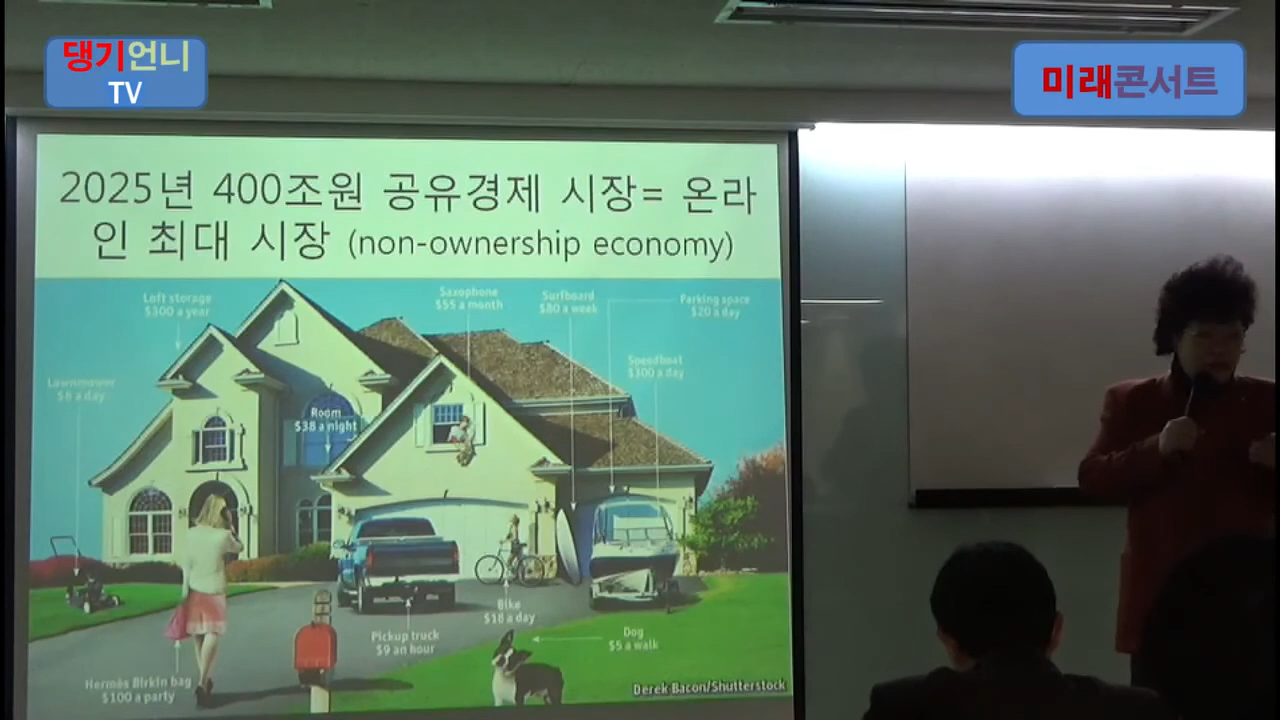 댕기언니
TV
미래콘서트
2025년 400조원 공유경제 시장= 온라
인 최대 시장 (non-ownership economy)
Loft storage
$300 a year
Saxophone
$55 a month
Surfboard
$80 a week
Parking space
$20 a day
Speedboat
$300 a day
Lawnmower
$6 a day
Room
$38 a night
Bike
$18 a day
Pickup truck
$9 an hour
Dog
$5 a walk
Hermès Birkin bag
$100 a party
Derek Bacon/Shutterstock